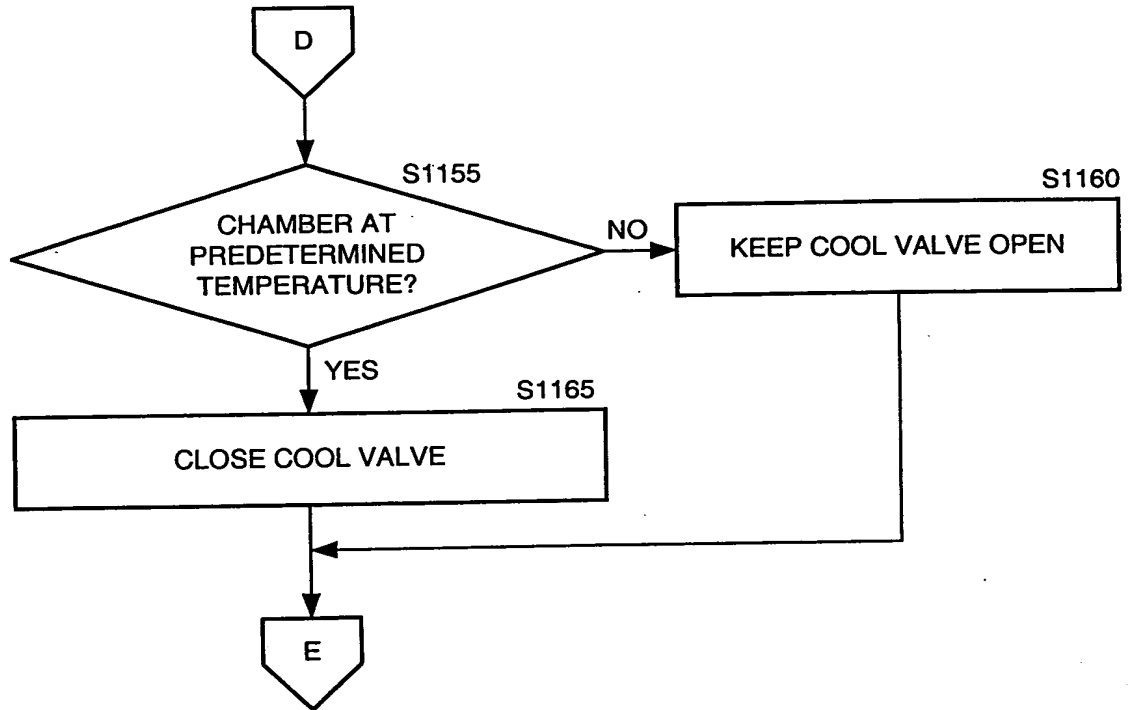 D
S1155
CHAMBER AT
PREDETERMINED
TEMPERATURE?
NO
S1160
KEEP COOL VALVE OPEN
YES
S1165
CLOSE COOL VALVE
E